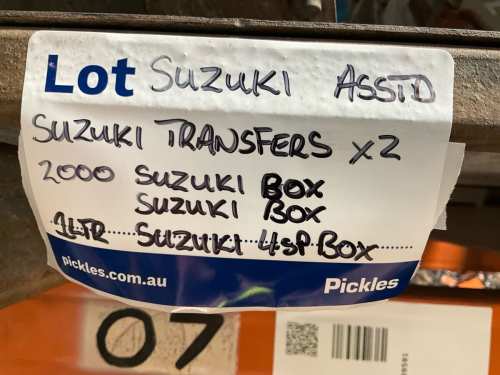 Lot SUZUKI ASSTD
SUZUKI TRANSFERS x2
2000 SUZUKI BOX
SUZUKI BOX
1LTR SUZUKI 4SP BOX
pickles.com.au Pickles
07